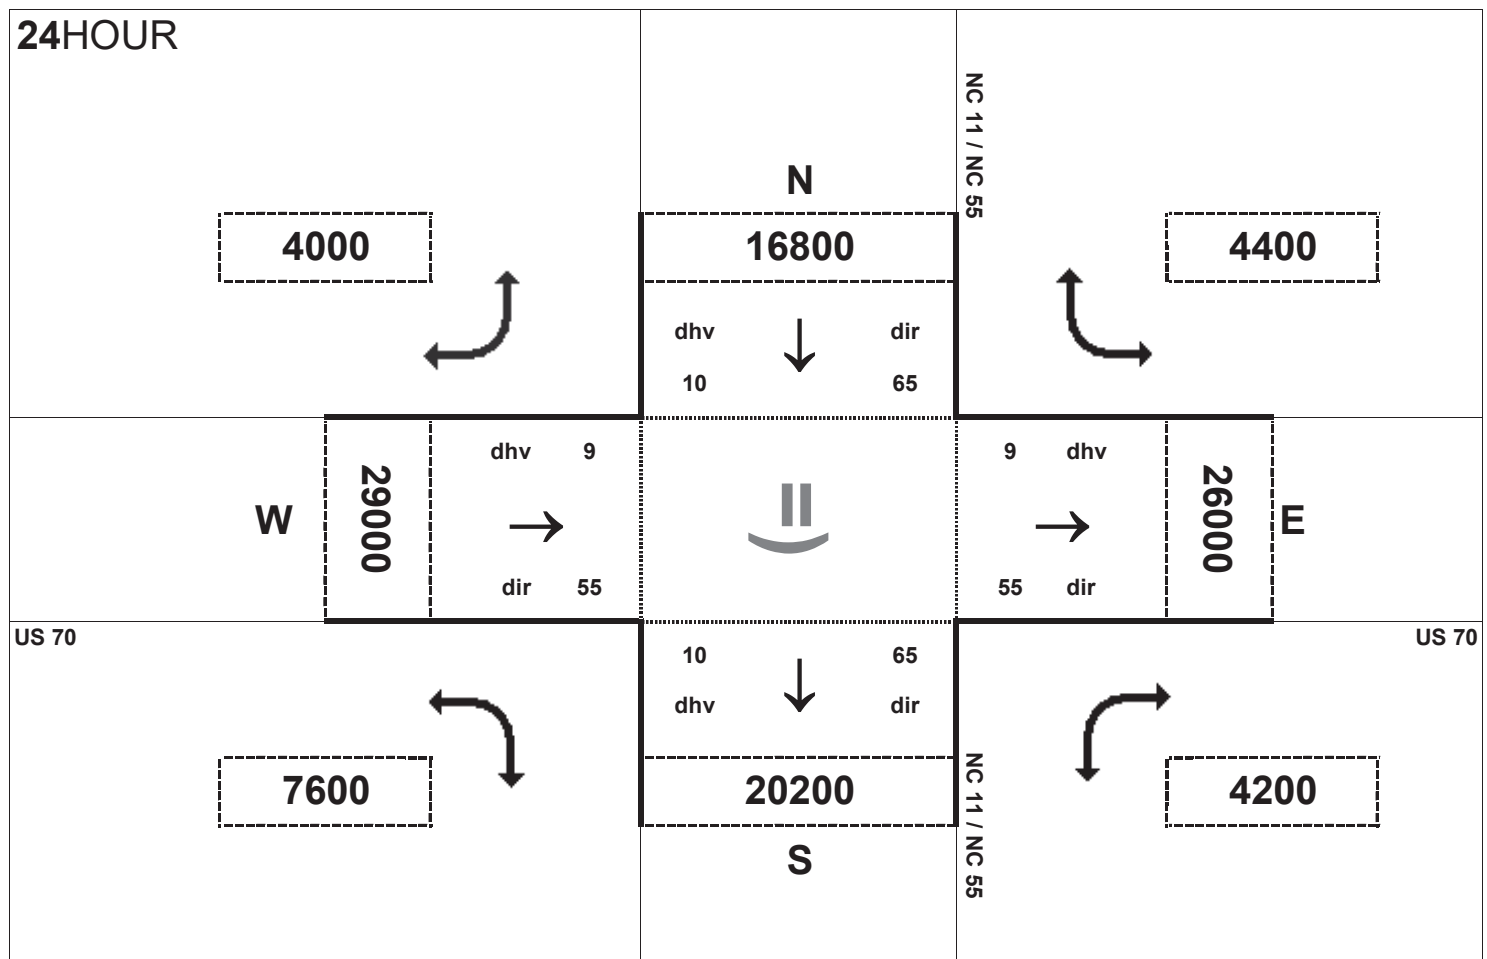 24HOUR
NC 11 / NC 55
N
4000
16800
4400
dhv
dir
10
65
dhv 9
9 dhv
W
29000
26000
E
dir 55
55 dir
US 70
US 70
10
65
dhv
dir
7600
20200
4200
NC 11 / NC 55
S